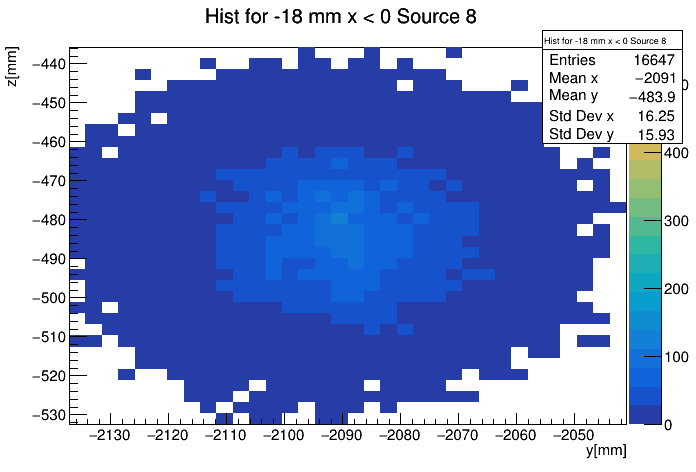 Hist for -18 mm x < 0 Source 8
Hist for -18 mm x < 0 Source 8
Entries 16647
Mean x −2091
Mean y −483.9
Std Dev x 16.25
Std Dev y 15.93
z[mm]
−440
−450
−460
−470
−480
−490
−500
−510
−520
−530
−2130
−2120
−2110
−2100
−2090
−2080
−2070
−2060
−2050
y[mm]
400
300
200
100
0